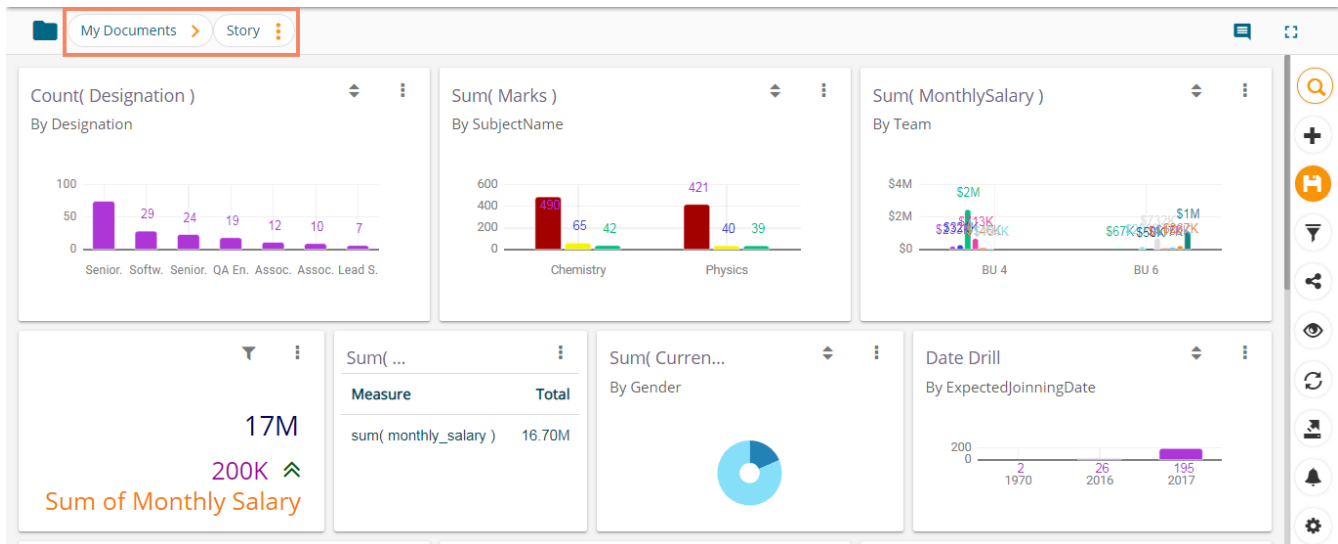 My Documents
Story
Count( Designation )
By Designation
100
50
0
29
24
19
12
10
7
Senior. Softw. Senior. QA En. Assoc. Assoc. Lead S.
Sum( Marks )
By SubjectName
600
400
200
0
490
65
42
421
40
39
Chemistry
Physics
Sum( MonthlySalary )
By Team
$4M
$2M
$0
$2M
$1M
$67K
BU 4
BU 6
17M
200K
Sum of Monthly Salary
Sum( ...
Measure Total
sum( monthly_salary ) 16.70M
Sum( Curren...
By Gender
Date Drill
By ExpectedJoinningDate
200
0
2
26
195
1970
2016
2017